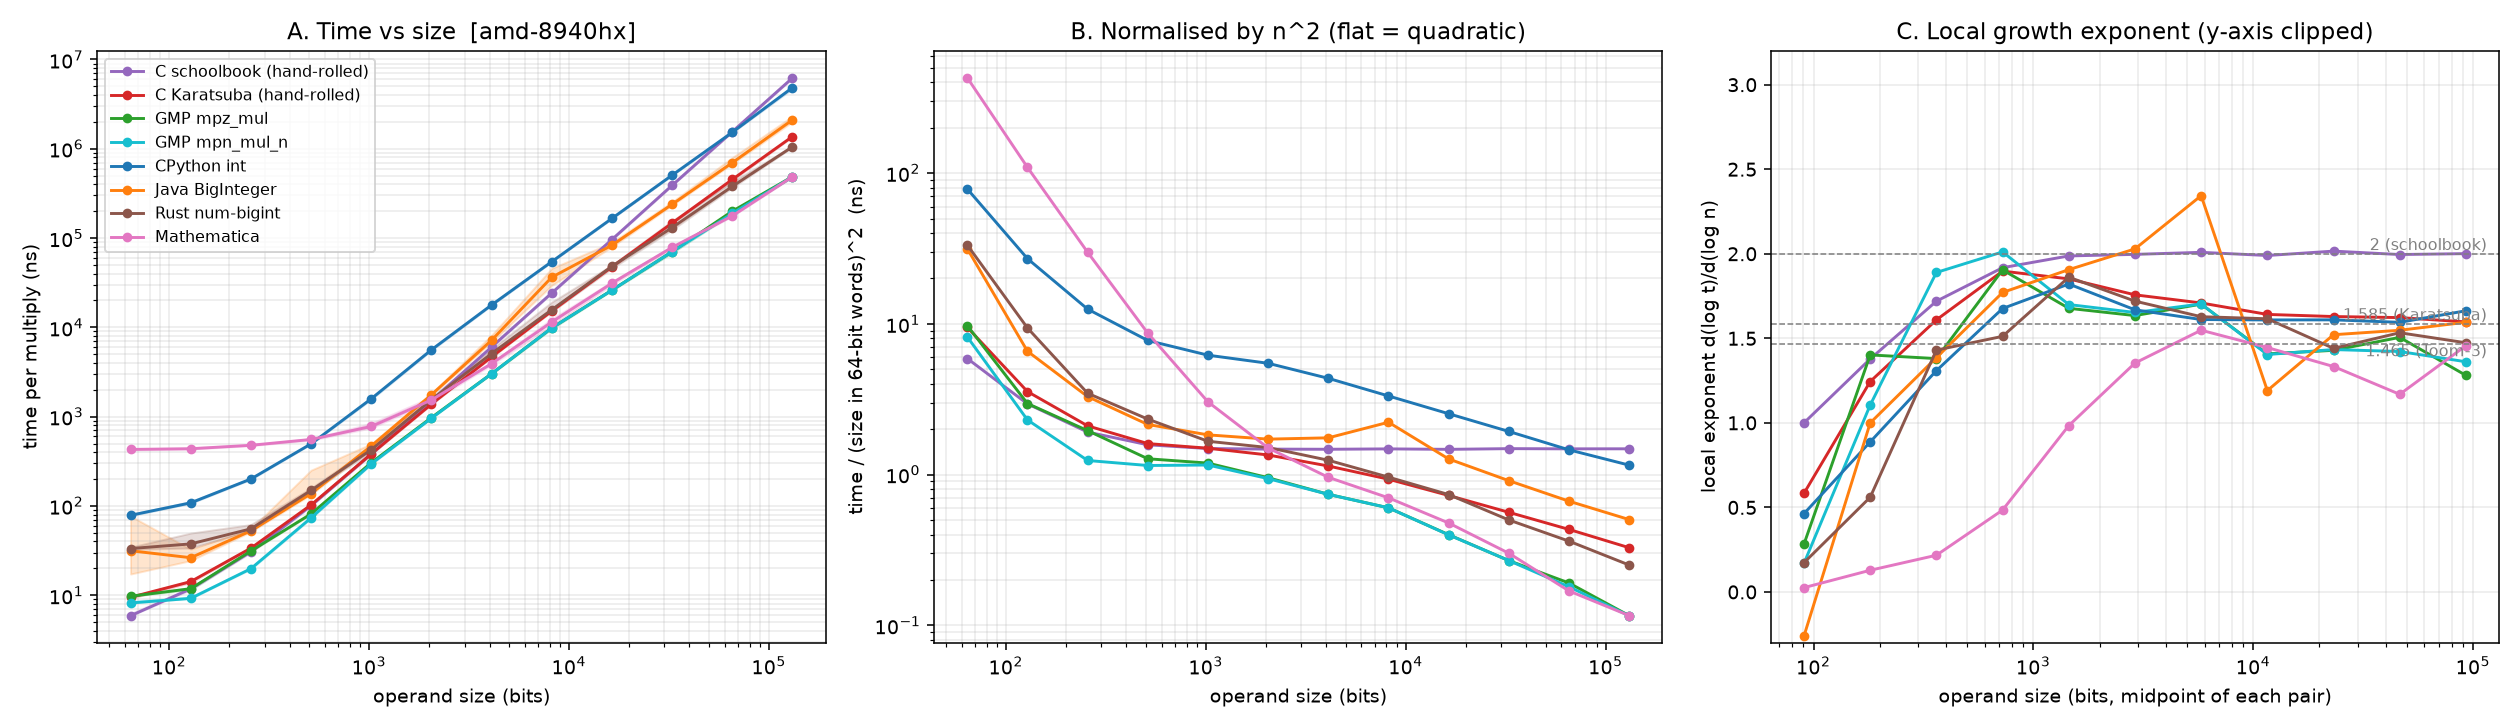 A. Time vs size [amd-8940hx]
time per multiply (ns)
10^7
10^6
10^5
10^4
10^3
10^2
10^1
C schoolbook (hand-rolled)
C Karatsuba (hand-rolled)
GMP mpz_mul
GMP mpn_mul_n
CPython int
Java BigInteger
Rust num-bigint
Mathematica
10^2
10^3
10^4
10^5
operand size (bits)
B. Normalised by n^2 (flat = quadratic)
time / (size in 64-bit words)^2 (ns)
10^2
10^1
10^0
10^-1
10^2
10^3
10^4
10^5
operand size (bits)
C. Local growth exponent (y-axis clipped)
local exponent d(log t)/d(log n)
3.0
2.5
2.0
1.5
1.0
0.5
0.0
2 (schoolbook)
1.585 (Karatsuba)
10^2
10^3
10^4
10^5
operand size (bits, midpoint of each pair)